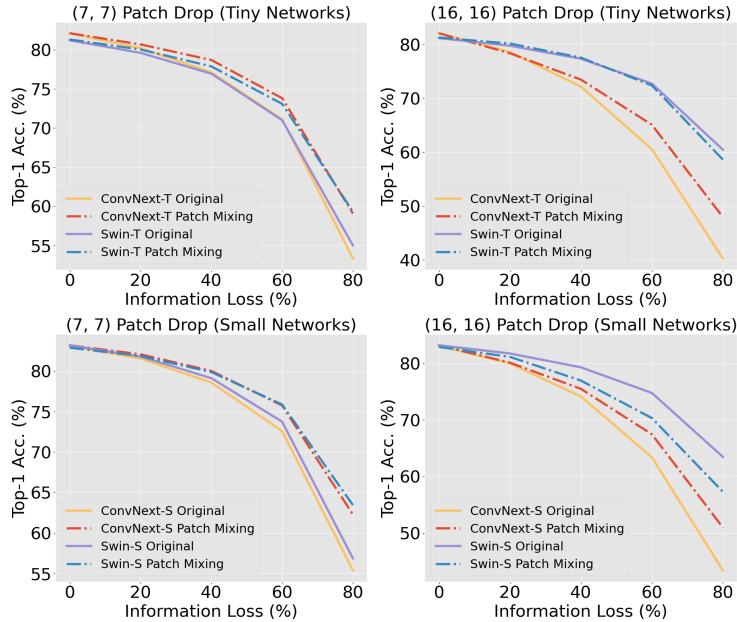 (7, 7) Patch Drop (Tiny Networks)
Top-1 Acc. (%)
80
75
70
65
60
55
ConvNext-T Original
ConvNext-T Patch Mixing
Swin-T Original
Swin-T Patch Mixing
0 20 40 60 80
Information Loss (%)
(16, 16) Patch Drop (Tiny Networks)
Top-1 Acc. (%)
80
70
60
50
40
ConvNext-T Original
ConvNext-T Patch Mixing
Swin-T Original
Swin-T Patch Mixing
0 20 40 60 80
Information Loss (%)
(7, 7) Patch Drop (Small Networks)
Top-1 Acc. (%)
80
75
70
65
60
55
ConvNext-S Original
ConvNext-S Patch Mixing
Swin-S Original
Swin-S Patch Mixing
0 20 40 60 80
Information Loss (%)
(16, 16) Patch Drop (Small Networks)
Top-1 Acc. (%)
80
70
60
50
ConvNext-S Original
ConvNext-S Patch Mixing
Swin-S Original
Swin-S Patch Mixing
0 20 40 60 80
Information Loss (%)